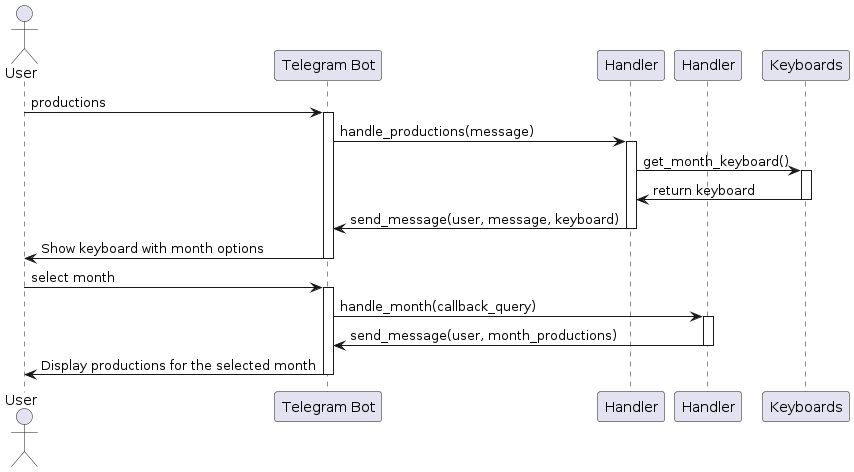 User
Telegram Bot
Handler
Handler
Keyboards
productions
handle_productions(message)
get_month_keyboard()
return keyboard
send_message(user, message, keyboard)
Show keyboard with month options
select month
handle_month(callback_query)
send_message(user, month_productions)
Display productions for the selected month
User
Telegram Bot
Handler
Handler
Keyboards